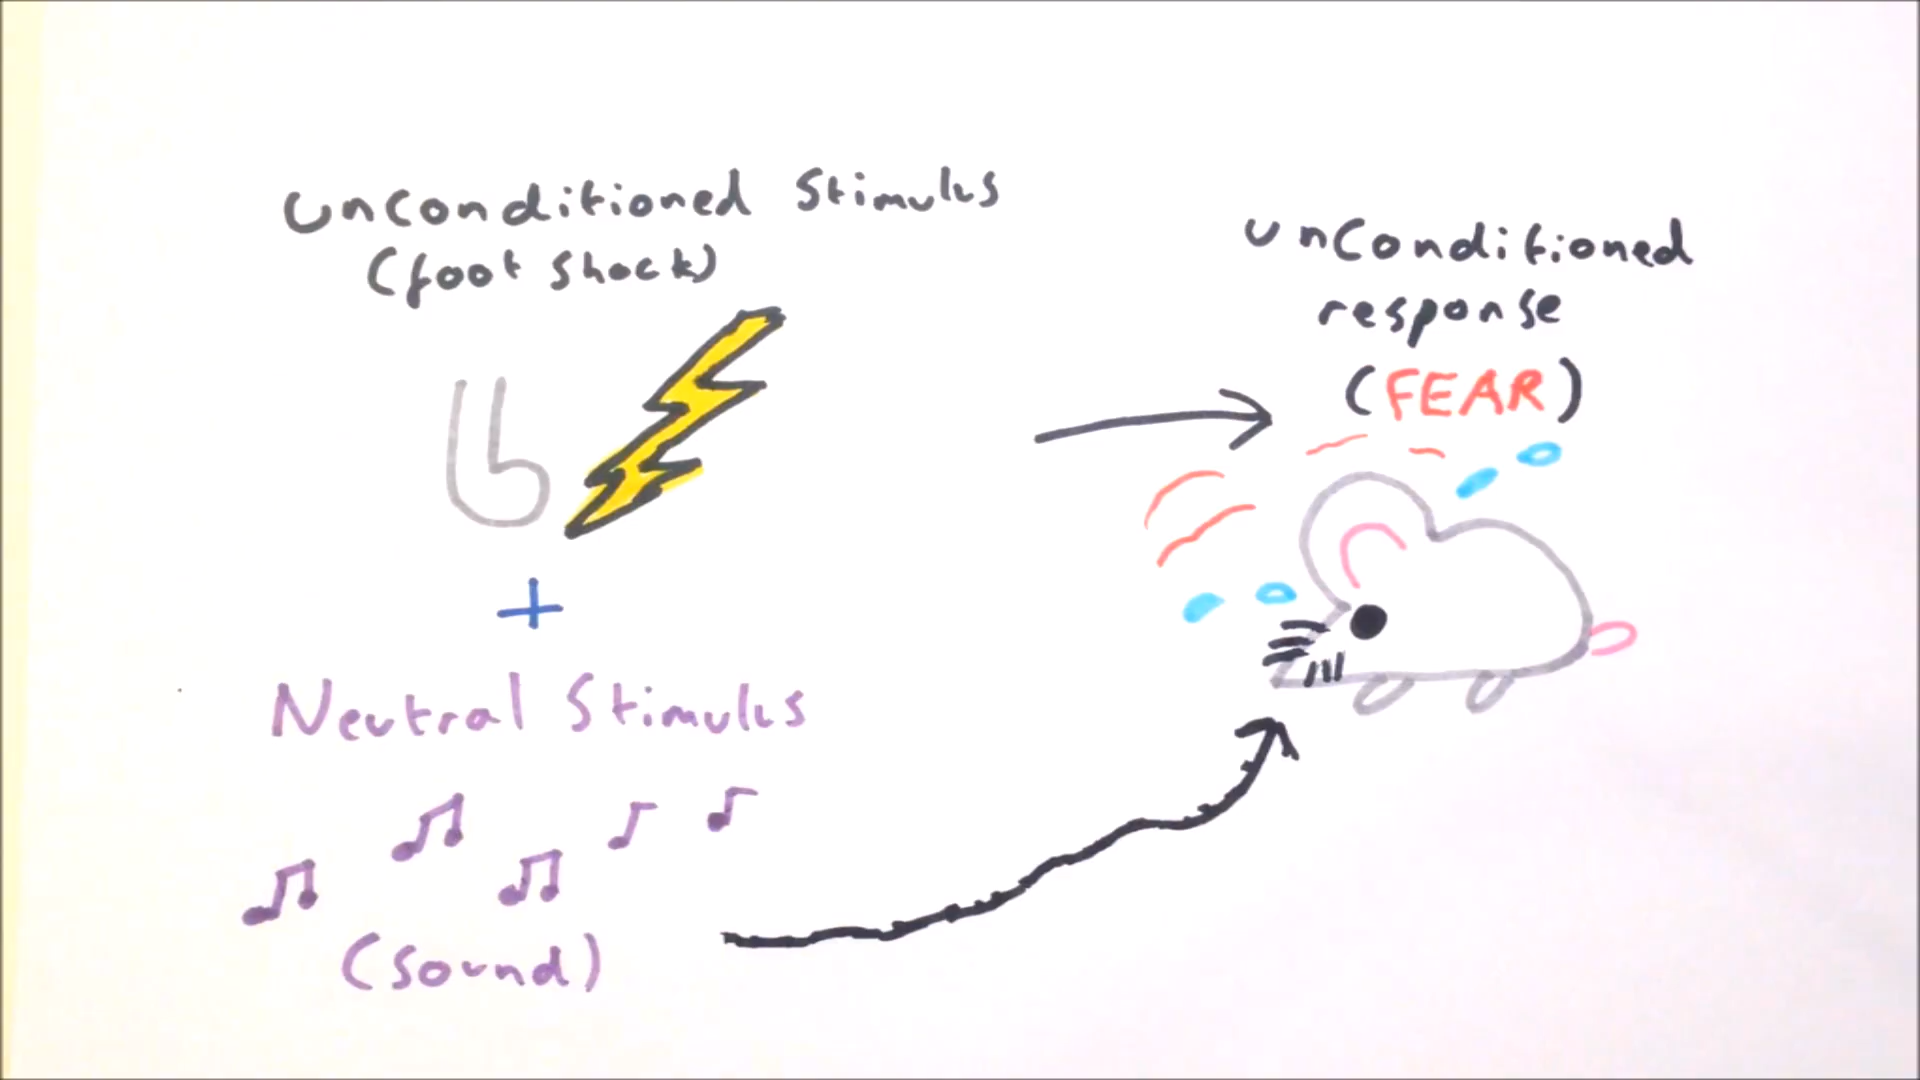 unconditioned Stimulus
(foot shock)
+
Neutral Stimulus
(Sound)
unconditioned
response
(FEAR)